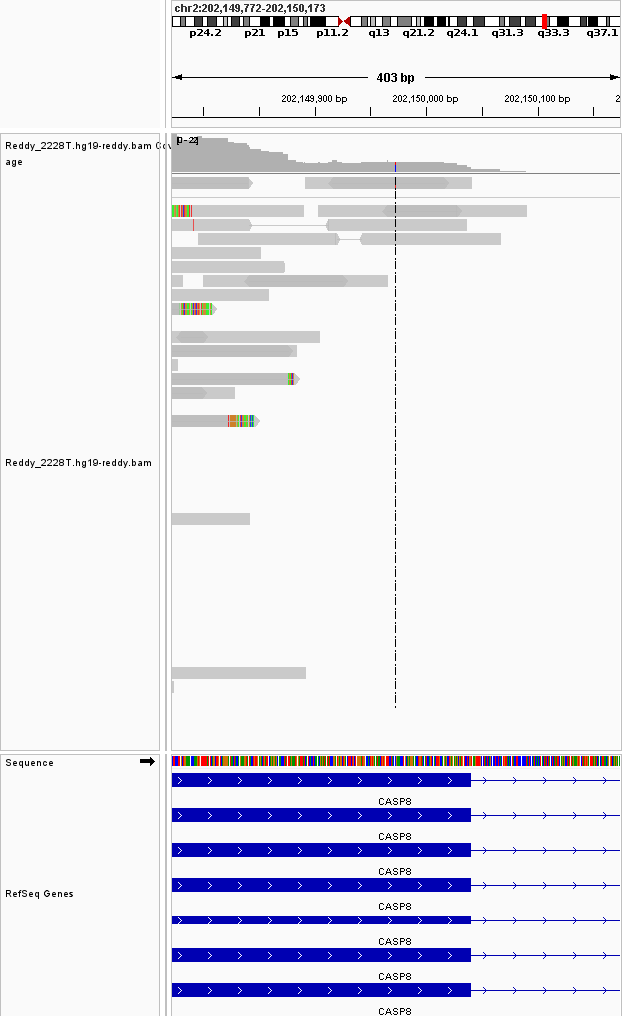 chr2:202,149,772-202,150,173
p24.2 p21 p15 p11.2 q13 q21.2 q24.1 q31.3 q33.3 q37.1
403 bp
202,149,900 bp 202,150,000 bp 202,150,100 bp 2
Reddy_2228T.hg19-reddy.bam Cov
age
[0-22]
Reddy_2228T.hg19-reddy.bam
Sequence
CASP8
CASP8
CASP8
RefSeq Genes
CASP8
CASP8
CASP8
CASP8